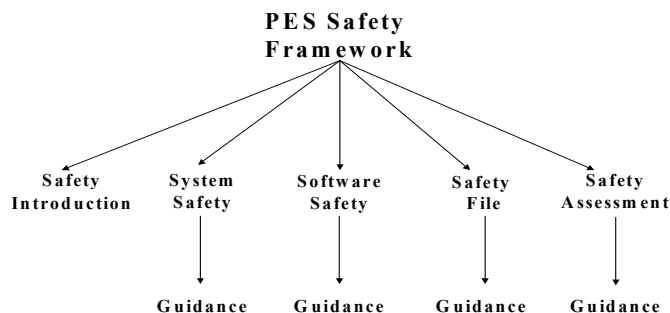 PES Safety
Framework
Safety
Introduction
System
Safety
Software
Safety
Safety
File
Safety
Assessment
Guidance
Guidance
Guidance
Guidance